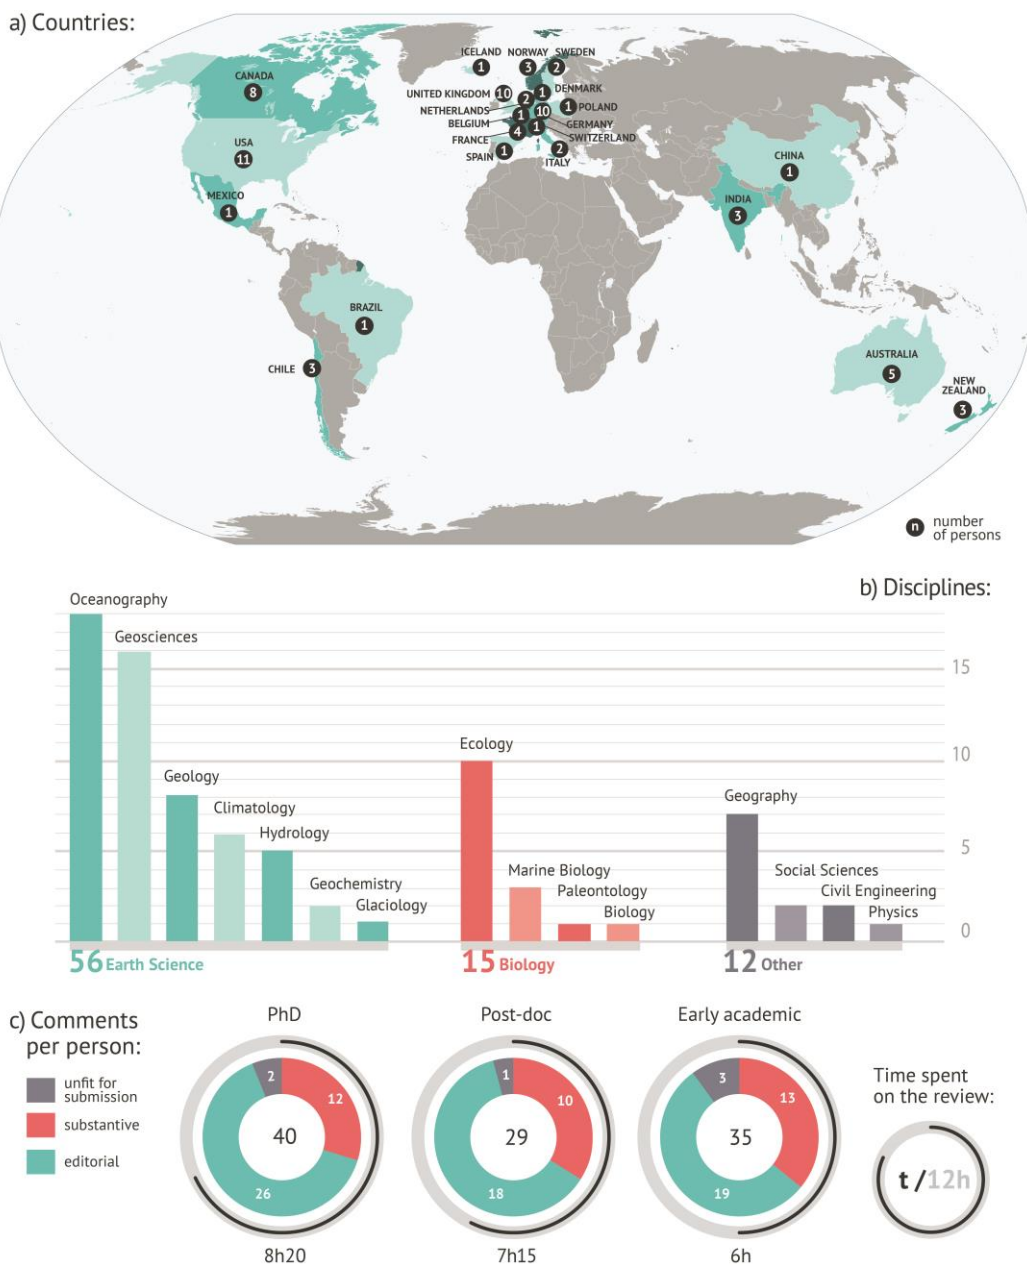 a) Countries:
ICELAND
1
NORWAY
3
SWEDEN
2
CANADA
8
UNITED KINGDOM
10
DENMARK
1
NETHERLANDS
2
POLAND
1
BELGIUM
1
GERMANY
10
FRANCE
4
SWITZERLAND
1
SPAIN
1
ITALY
2
USA
11
MEXICO
1
CHINA
1
INDIA
3
BRAZIL
1
CHILE
3
AUSTRALIA
5
NEW
ZEALAND
3
n
number
of persons
b) Disciplines:
Oceanography
Geosciences
Geology
Climatology
Hydrology
Geochemistry
Glaciology
56 Earth Science
Ecology
Marine Biology
Paleontology
Biology
15 Biology
Geography
Social Sciences
Civil Engineering
Physics
12 Other
15
10
5
0
c) Comments
per person:
unfit for
submission
substantive
editorial
PhD
2
12
40
26
8h20
Post-doc
1
10
29
18
7h15
Early academic
3
13
35
19
6h
Time spent
on the review:
t /12h